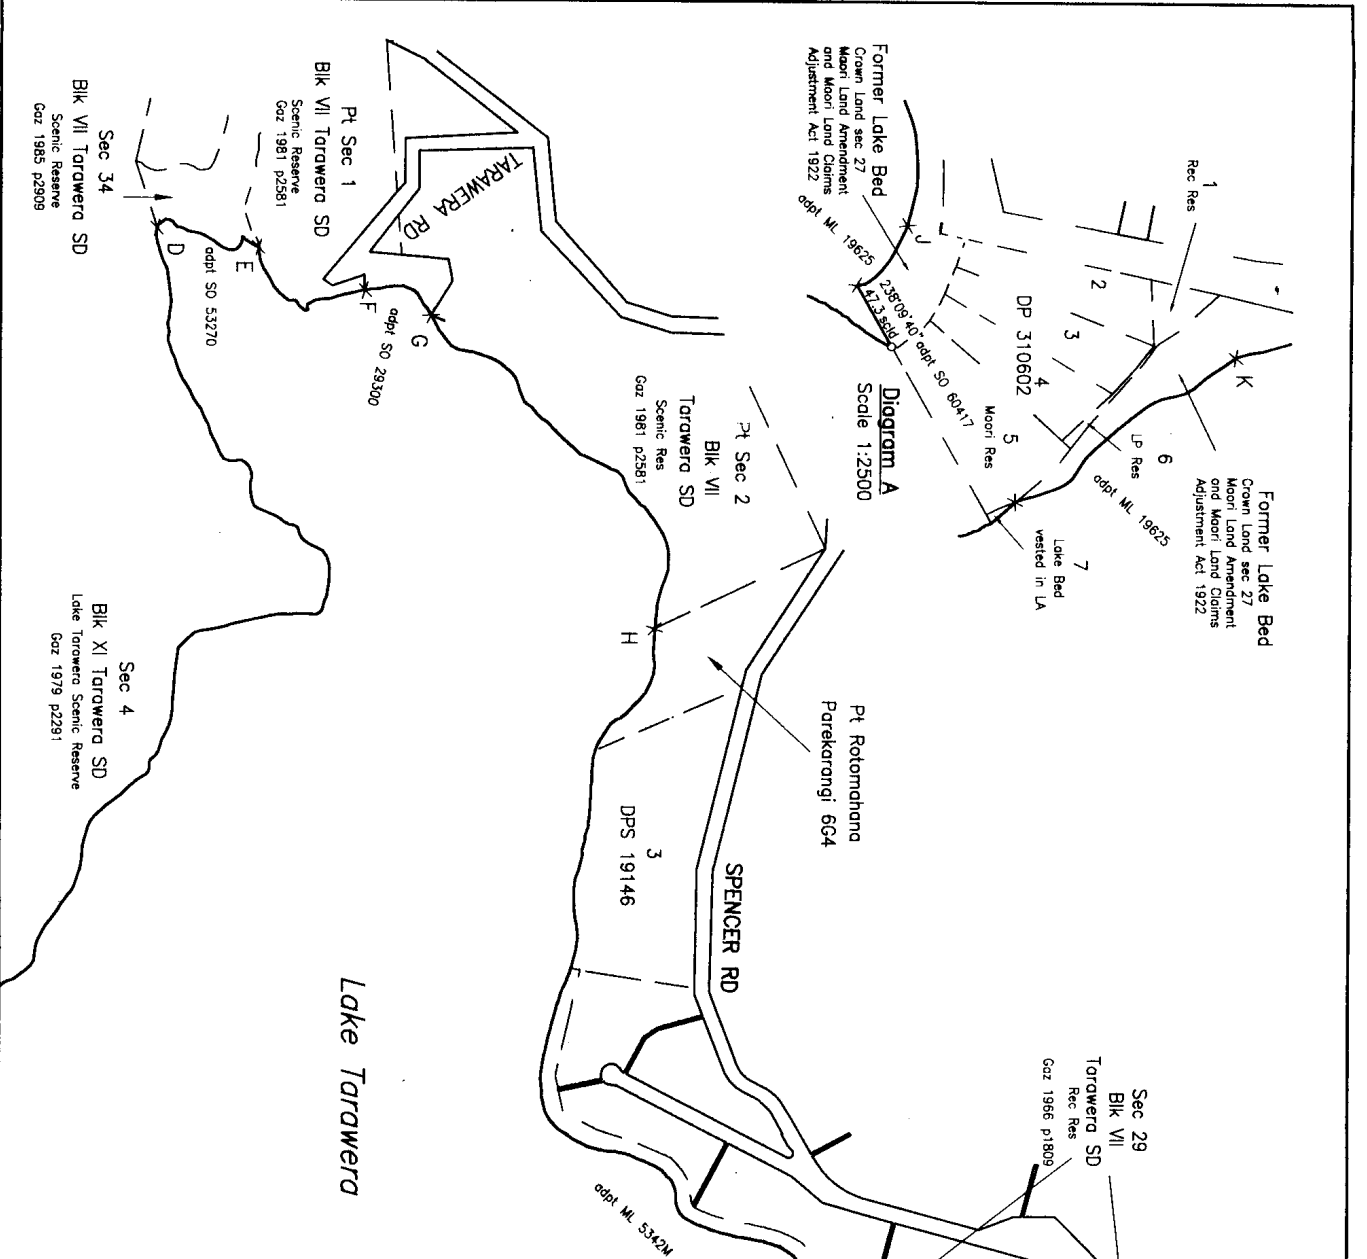 Former Lake Bed
Crown Land sec 27
Maori Land Amendment
and Maori Land Claims
Adjustment Act 1922
1
Rec Res
J
adpt ML 19625
238°09'40" adpt SO 60417
47.3 scld
2
3
4
DP 310602
5
Maori Res
6
LP Res
adpt ML 19625
7
Lake Bed
vested in LA
K
Former Lake Bed
Crown Land sec 27
Maori Land Amendment
and Maori Land Claims
Adjustment Act 1922
Diagram A
Scale 1:2500
TARAWERA RD
Pt Sec 1
Blk VII Tarawera SD
Scenic Reserve
Gaz 1981 p2581
Sec 34
Blk VII Tarawera SD
Scenic Reserve
Gaz 1985 p2909
D
adpt SO 53270
E
F
adpt SO 29300
G
Pt Sec 2
Blk VII
Tarawera SD
Scenic Res
Gaz 1981 p2581
H
Pt Rotomahana
Parekarangi 6G4
Sec 4
Blk XI Tarawera SD
Lake Tarawera Scenic Reserve
Gaz 1979 p2291
3
DPS 19146
SPENCER RD
Lake Tarawera
Sec 29
Blk VII
Tarawera SD
Rec Res
Gaz 1966 p1809
adpt ML 5342M